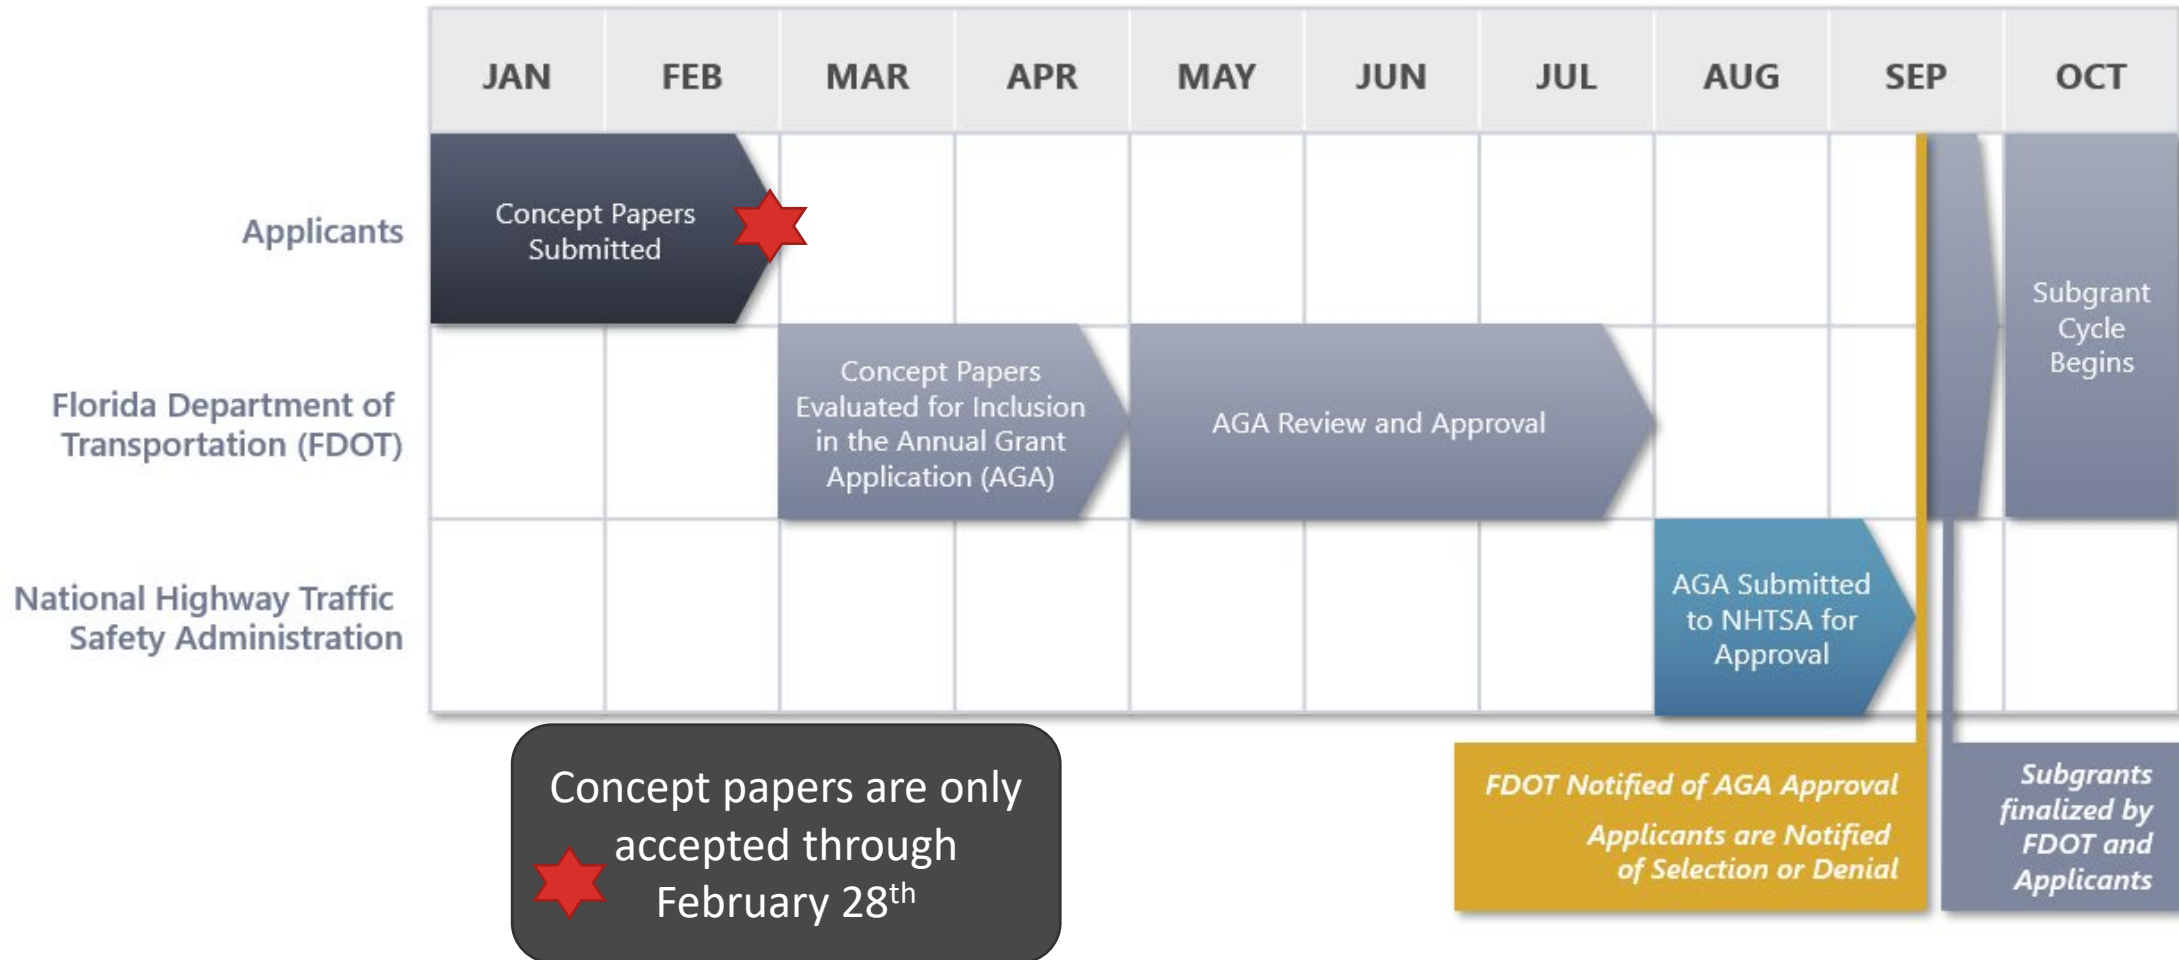 JAN FEB MAR APR MAY JUN JUL AUG SEP OCT
Applicants
Concept Papers
Submitted
Florida Department of
Transportation (FDOT)
Concept Papers
Evaluated for Inclusion
in the Annual Grant
Application (AGA)
AGA Review and Approval
Subgrant
Cycle
Begins
National Highway Traffic
Safety Administration
AGA Submitted
to NHTSA for
Approval
Concept papers are only
accepted through
February 28th
FDOT Notified of AGA Approval
Applicants are Notified
of Selection or Denial
Subgrants
finalized by
FDOT and
Applicants